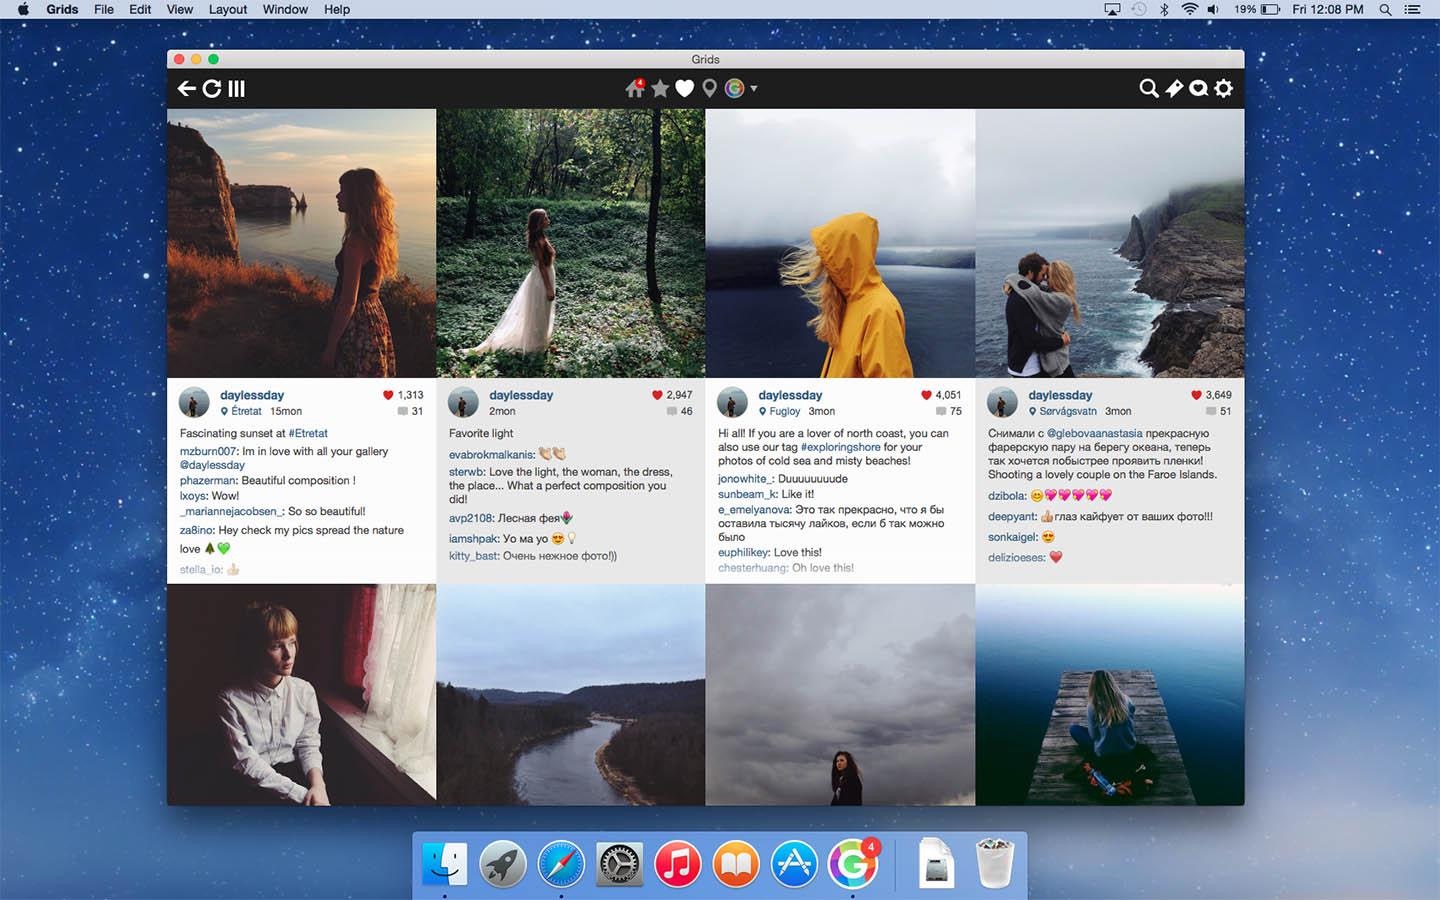 Grids File Edit View Layout Window Help 19% Fri 12:08 PM
Grids
4
daylessday 1,313
Étretat 15mon 31
Fascinating sunset at #Etretat
mzburn007: Im in love with all your gallery
@daylessday
phazerman: Beautiful composition !
lxoys: Wow!
_mariannejacobsen_: So so beautiful!
za8ino: Hey check my pics spread the nature
love 🌲💚
stella_io: 👍
daylessday 2,947
2mon 46
Favorite light
evabrokmalkanis: 👏👏
sterwb: Love the light, the woman, the dress,
the place... What a perfect composition you
did!
avp2108: Лесная фея🌷
iamshpak: Yo ma yo 😍💡
kitty_bast: Очень нежное фото!))
daylessday 4,051
Fugloy 3mon 75
Hi all! If you are a lover of north coast, you can
also use our tag #exploringshore for your
photos of cold sea and misty beaches!
jonowhite_: Duuuuuuuude
sunbeam_k: Like it!
e_emelyanova: Это так прекрасно, что я бы
оставила тысячу лайков, если б так можно
было
euphilikey: Love this!
chesterhuang: Oh love this!
daylessday 3,649
Sørvágsvatn 3mon 51
Снимали с @glebovaanastasia прекрасную
фарерскую пару на берегу океана, теперь
так хочется побыстрее проявить пленки!
Shooting a lovely couple on the Faroe Islands.
dzibola: 😊💖💖💖💖💖
deepyant: 👍глаз кайфует от ваших фото!!!
sonkaigel: 😍
delizioeses: ❤️
4